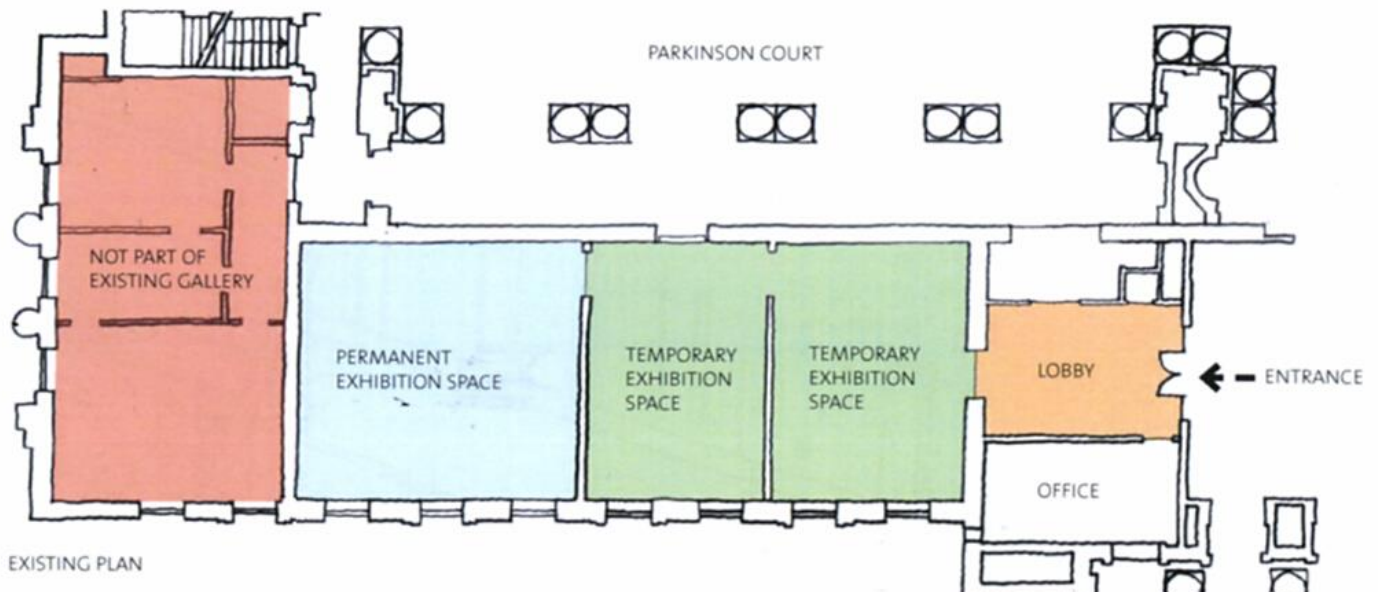 PARKINSON COURT
NOT PART OF
EXISTING GALLERY
PERMANENT
EXHIBITION SPACE
TEMPORARY
EXHIBITION
SPACE
TEMPORARY
EXHIBITION
SPACE
LOBBY
ENTRANCE
OFFICE
EXISTING PLAN